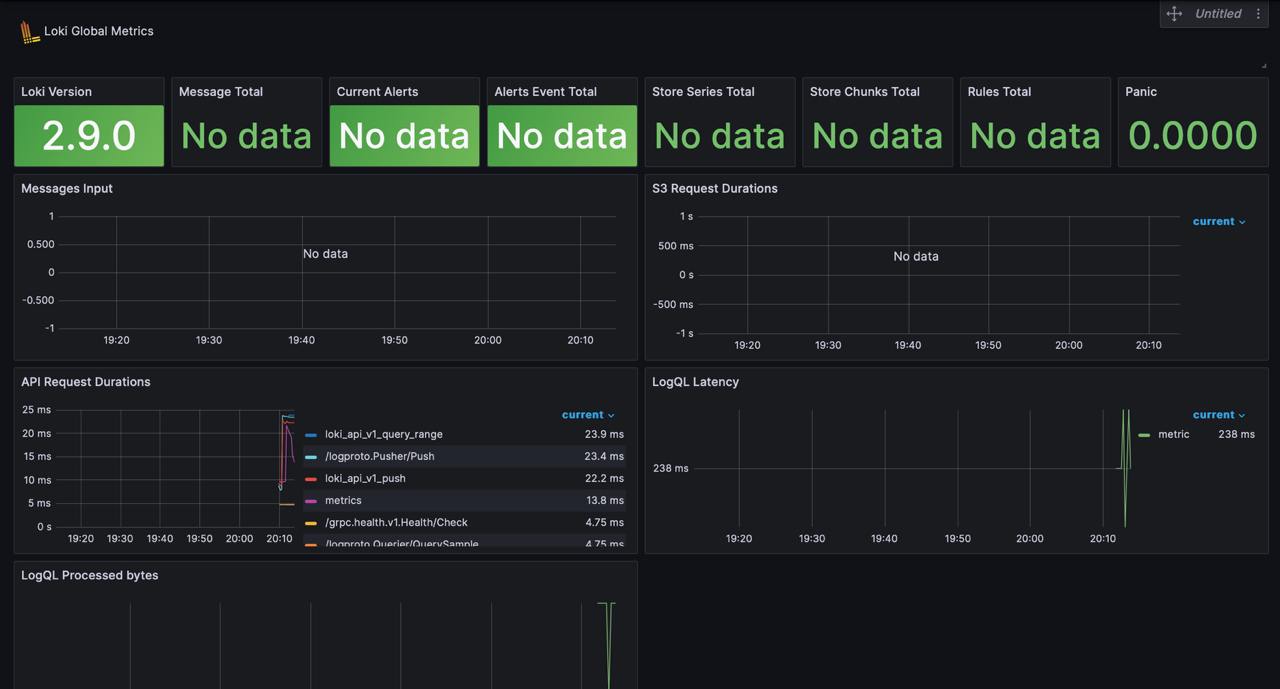 Untitled
Loki Global Metrics
Loki Version
2.9.0
Message Total
No data
Current Alerts
No data
Alerts Event Total
No data
Store Series Total
No data
Store Chunks Total
No data
Rules Total
No data
Panic
0.0000
Messages Input
1
0.500
0
-0.500
-1
No data
19:20 19:30 19:40 19:50 20:00 20:10
S3 Request Durations
1 s
500 ms
0 s
-500 ms
-1 s
No data
19:20 19:30 19:40 19:50 20:00 20:10
current
API Request Durations
25 ms
20 ms
15 ms
10 ms
5 ms
0 s
19:20 19:30 19:40 19:50 20:00 20:10
current
loki_api_v1_query_range 23.9 ms
/logproto.Pusher/Push 23.4 ms
loki_api_v1_push 22.2 ms
metrics 13.8 ms
/grpc.health.v1.Health/Check 4.75 ms
/logproto.Querier/QuerySample 4.75 ms
LogQL Latency
238 ms
19:20 19:30 19:40 19:50 20:00 20:10
current
metric 238 ms
LogQL Processed bytes